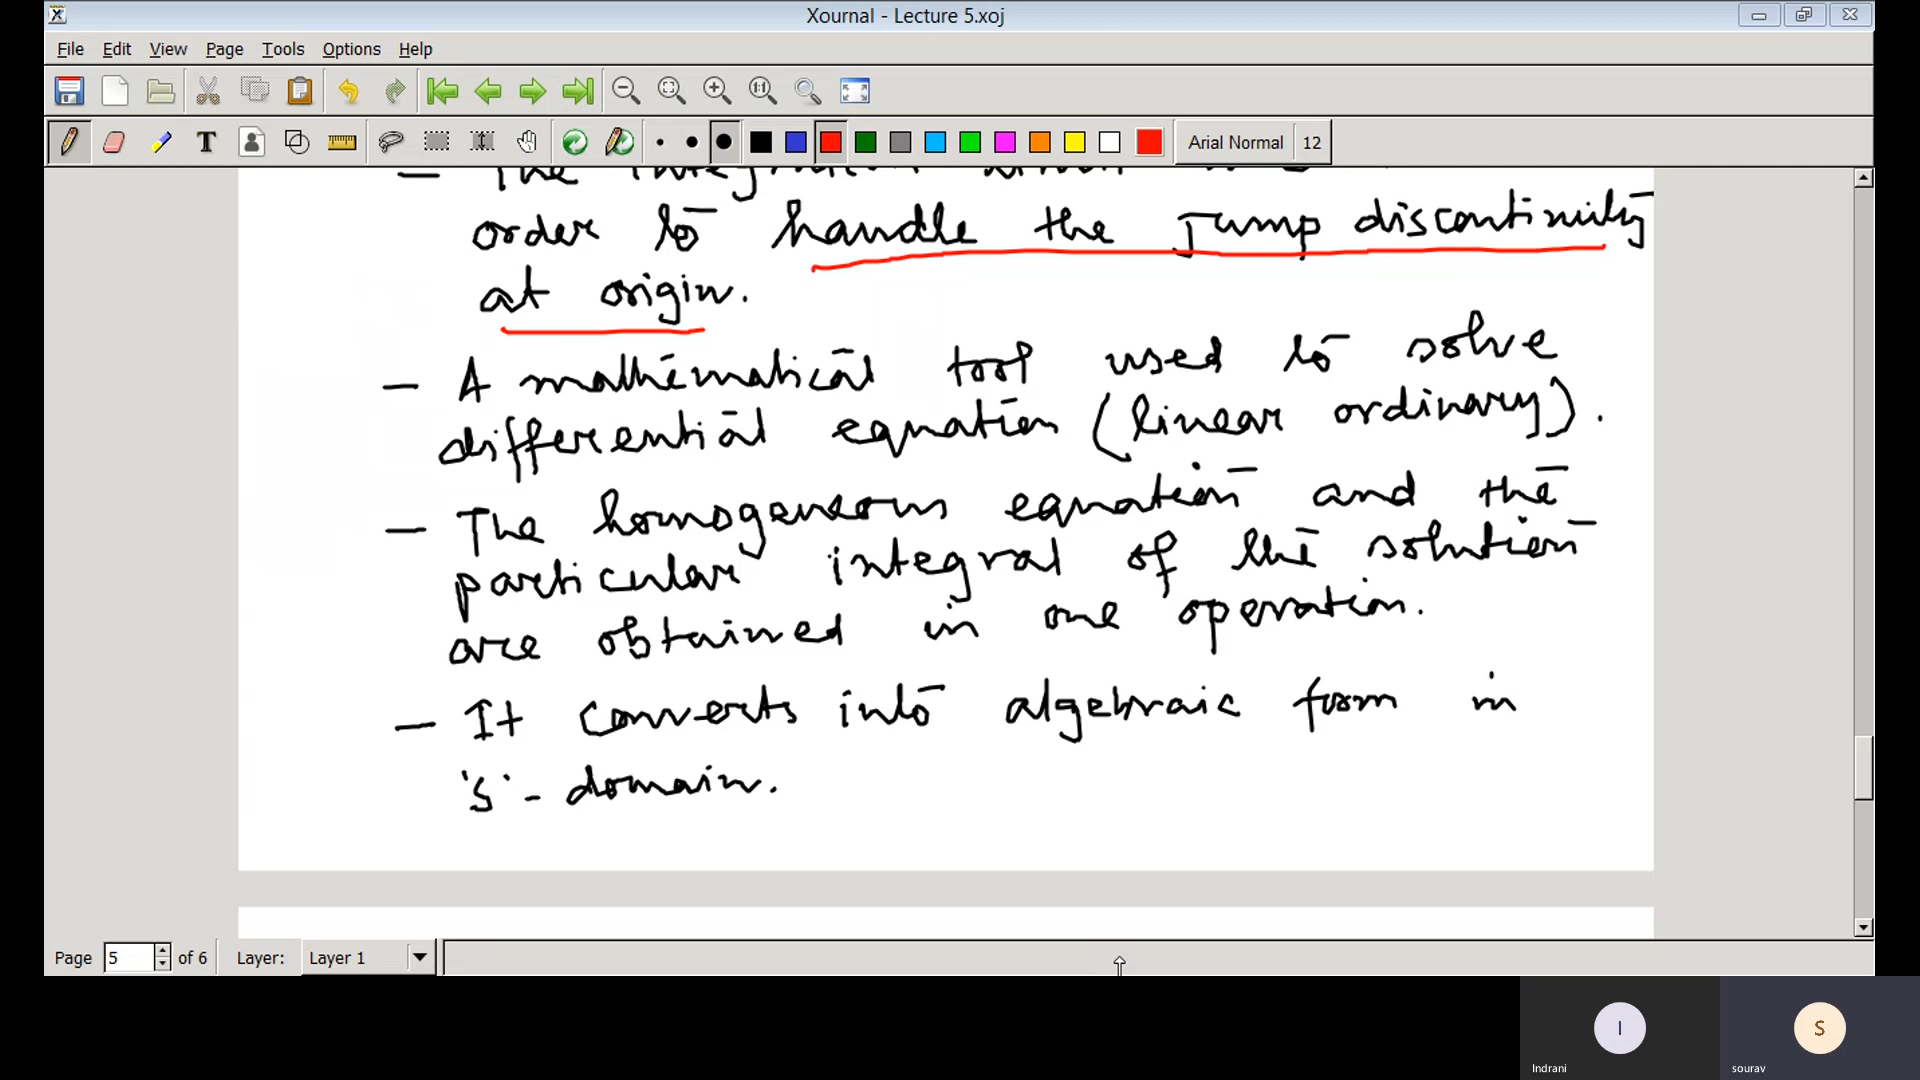 Xournal - Lecture 5.xoj
File Edit View Page Tools Options Help
Arial Normal 12
- The integration
order to handle the jump discontinuity
at origin.
- A mathematical tool used to solve
differential equation (linear ordinary).
- The homogeneous equation and the
particular integral of the solution
are obtained in one operation.
- It converts into algebraic form in
's' - domain.
Page 5 of 6 Layer: Layer 1
I
S
Indrani
sourav